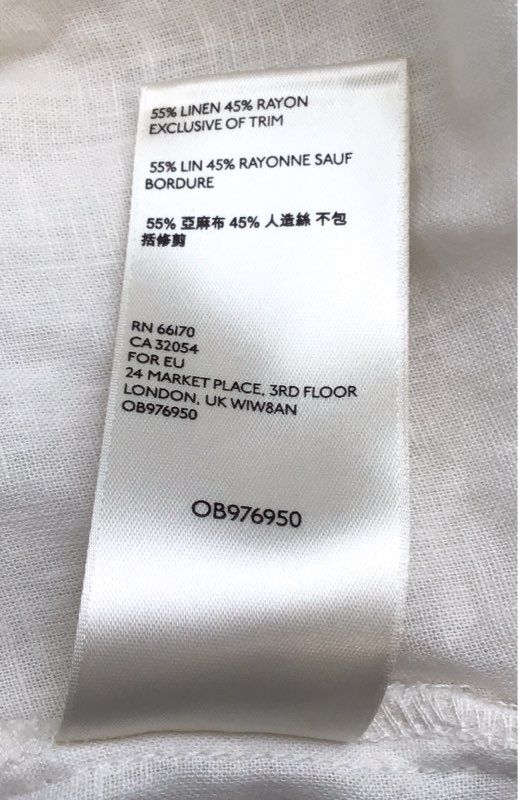 55% LINEN 45% RAYON
EXCLUSIVE OF TRIM
55% LIN 45% RAYONNE SAUF
BORDURE
55% 亞麻布 45% 人造絲 不包
括修剪
RN 66170
CA 32054
FOR EU
24 MARKET PLACE, 3RD FLOOR
LONDON, UK W1W8AN
OB976950
OB976950